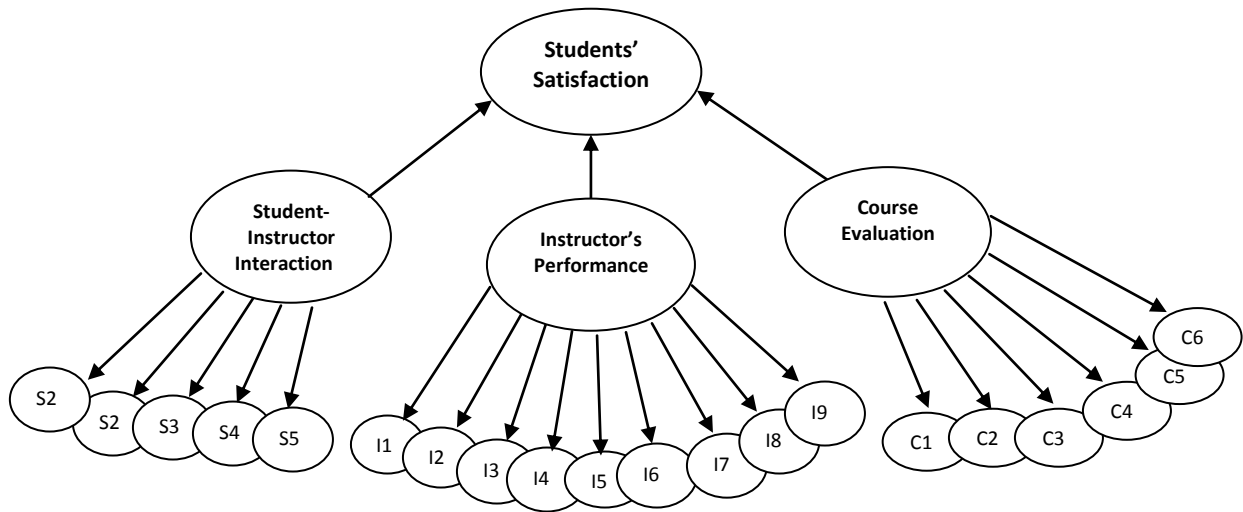 Students’
Satisfaction
Student-
Instructor
Interaction
Instructor’s
Performance
Course
Evaluation
S2
S2
S3
S4
S5
I1
I2
I3
I4
I5
I6
I7
I8
I9
C1
C2
C3
C4
C5
C6